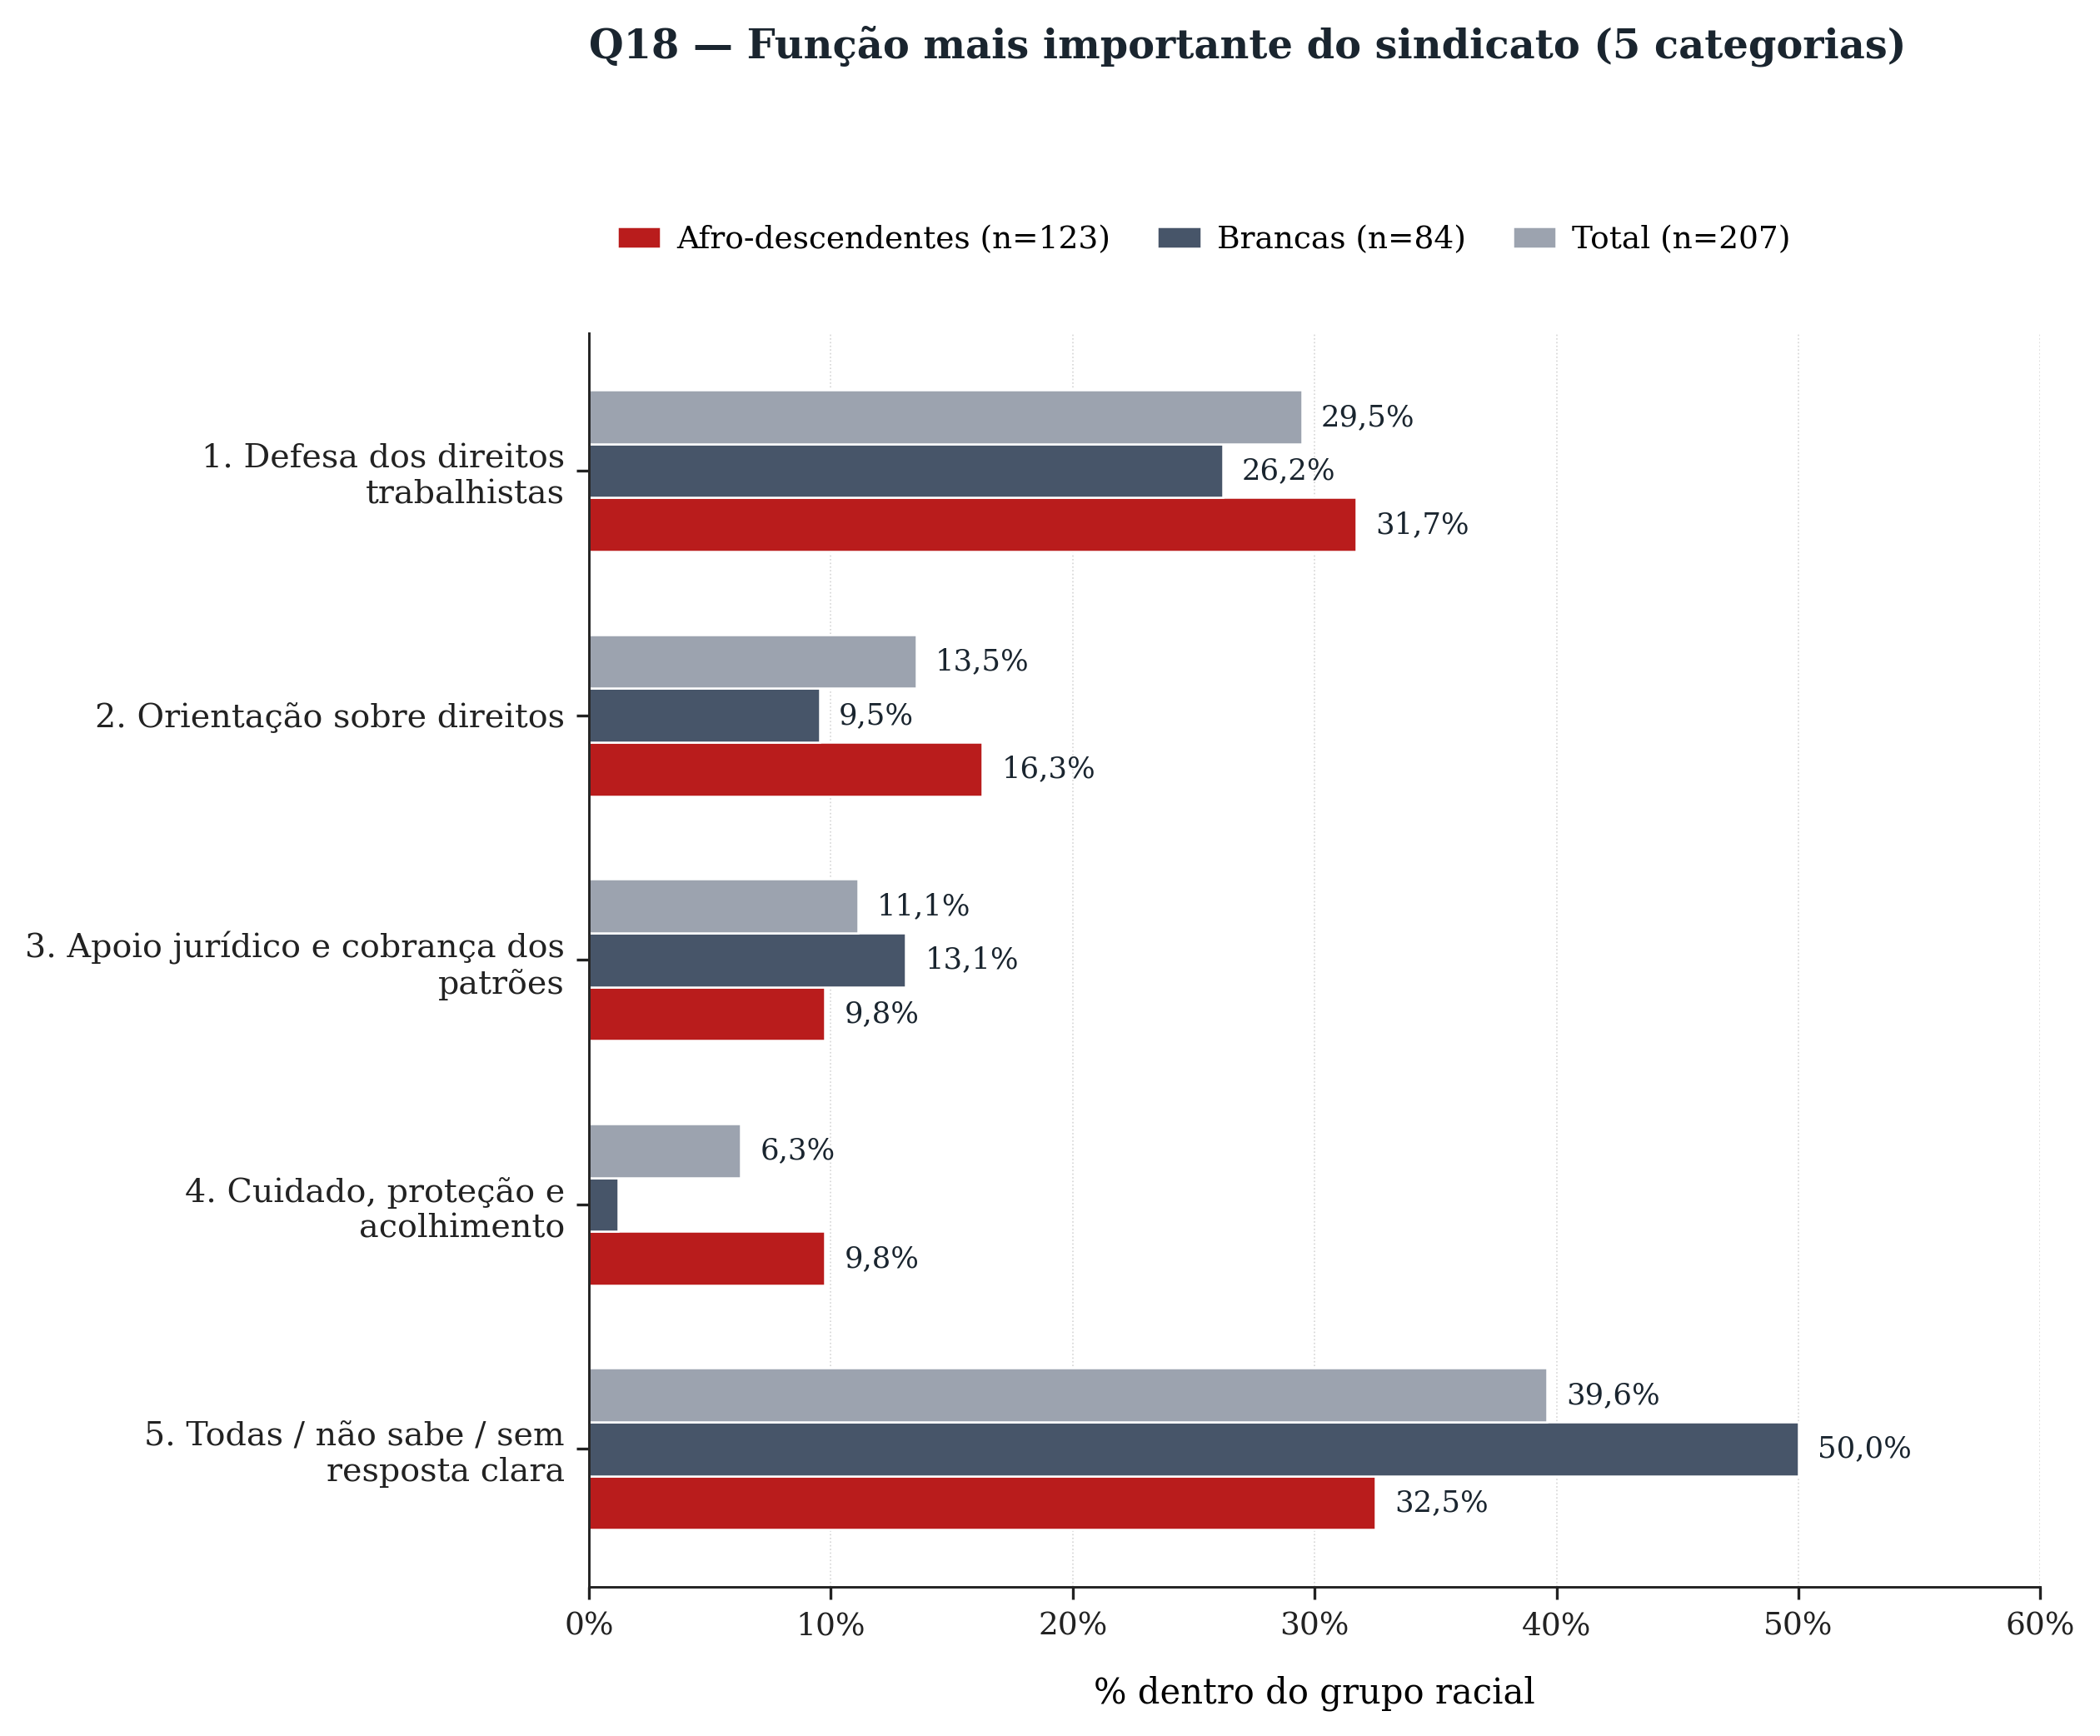 Q18 — Função mais importante do sindicato (5 categorias)
Afro-descendentes (n=123) Brancas (n=84) Total (n=207)
1. Defesa dos direitos
trabalhistas
29,5%
26,2%
31,7%
2. Orientação sobre direitos
13,5%
9,5%
16,3%
3. Apoio jurídico e cobrança dos
patrões
11,1%
13,1%
9,8%
4. Cuidado, proteção e
acolhimento
6,3%
9,8%
5. Todas / não sabe / sem
resposta clara
39,6%
50,0%
32,5%
0% 10% 20% 30% 40% 50% 60%
% dentro do grupo racial